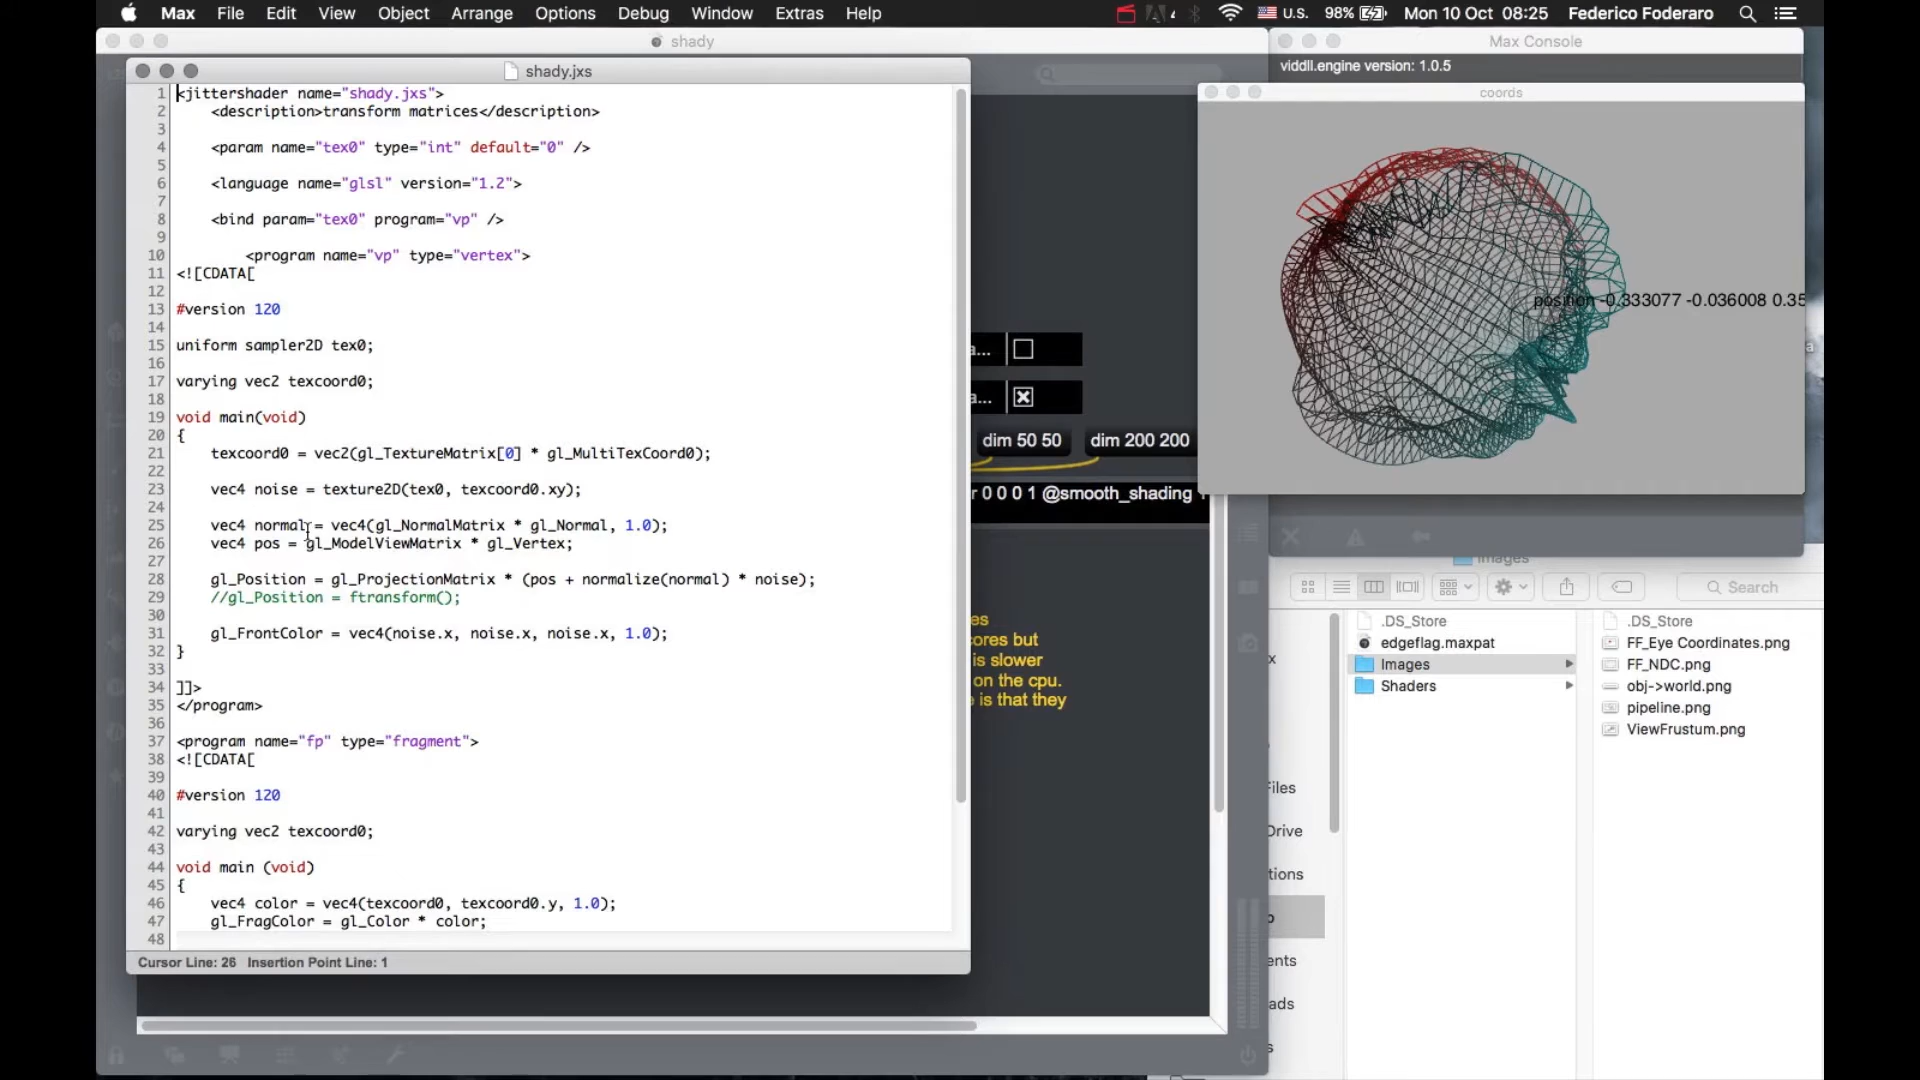 Max File Edit View Object Arrange Options Debug Window Extras Help U.S. 98% Mon 10 Oct 08:25 Federico Foderaro
shady
shady.jxs
1 <jittershader name="shady.jxs">
2 <description>transform matrices</description>
3
4 <param name="tex0" type="int" default="0" />
5
6 <language name="glsl" version="1.2">
7
8 <bind param="tex0" program="vp" />
9
10 <program name="vp" type="vertex">
11 <![CDATA[
12
13 #version 120
14
15 uniform sampler2D tex0;
16
17 varying vec2 texcoord0;
18
19 void main(void)
20 {
21 texcoord0 = vec2(gl_TextureMatrix[0] * gl_MultiTexCoord0);
22
23 vec4 noise = texture2D(tex0, texcoord0.xy);
24
25 vec4 normal = vec4(gl_NormalMatrix * gl_Normal, 1.0);
26 vec4 pos = gl_ModelViewMatrix * gl_Vertex;
27
28 gl_Position = gl_ProjectionMatrix * (pos + normalize(normal) * noise);
29 //gl_Position = ftransform();
30
31 gl_FrontColor = vec4(noise.x, noise.x, noise.x, 1.0);
32 }
33
34 ]]>
35 </program>
36
37 <program name="fp" type="fragment">
38 <![CDATA[
39
40 #version 120
41
42 varying vec2 texcoord0;
43
44 void main (void)
45 {
46 vec4 color = vec4(texcoord0, texcoord0.y, 1.0);
47 gl_FragColor = gl_Color * color;
48
Cursor Line: 26 Insertion Point Line: 1
a...
a...
dim 50 50 dim 200 200
r 0 0 0 1 @smooth_shading 1
es
ores but
is slower
on the cpu.
e is that they
Max Console
viddll.engine version: 1.0.5
coords
position -0.333077 -0.036008 0.35
a
Images
Search
.DS_Store
edgeflag.maxpat
Images
Shaders
.DS_Store
FF_Eye Coordinates.png
FF_NDC.png
obj->world.png
pipeline.png
ViewFrustum.png
x
Files
Drive
tions
p
ents
ads
s